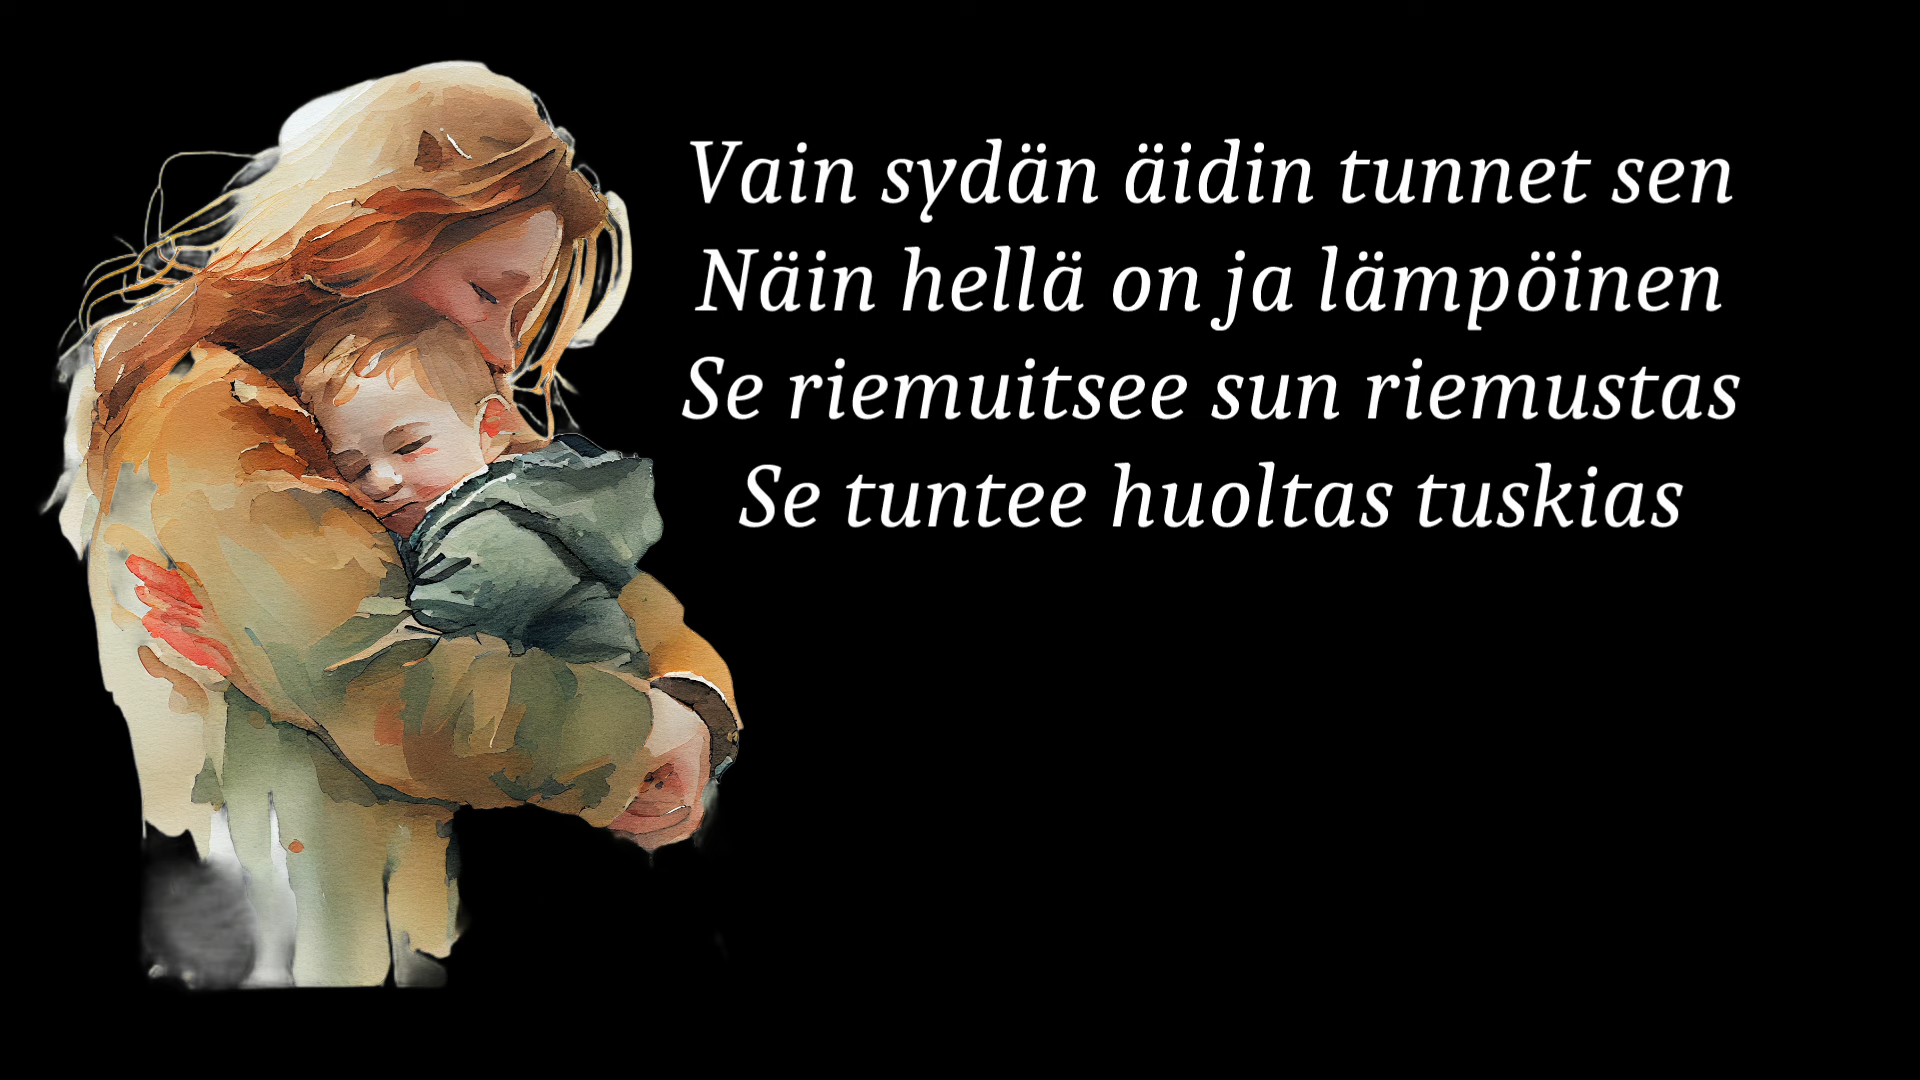 Vain sydän äidin tunnet sen
Näin hellä on ja lämpöinen
Se riemuitsee sun riemustas
Se tuntee huoltas tuskias